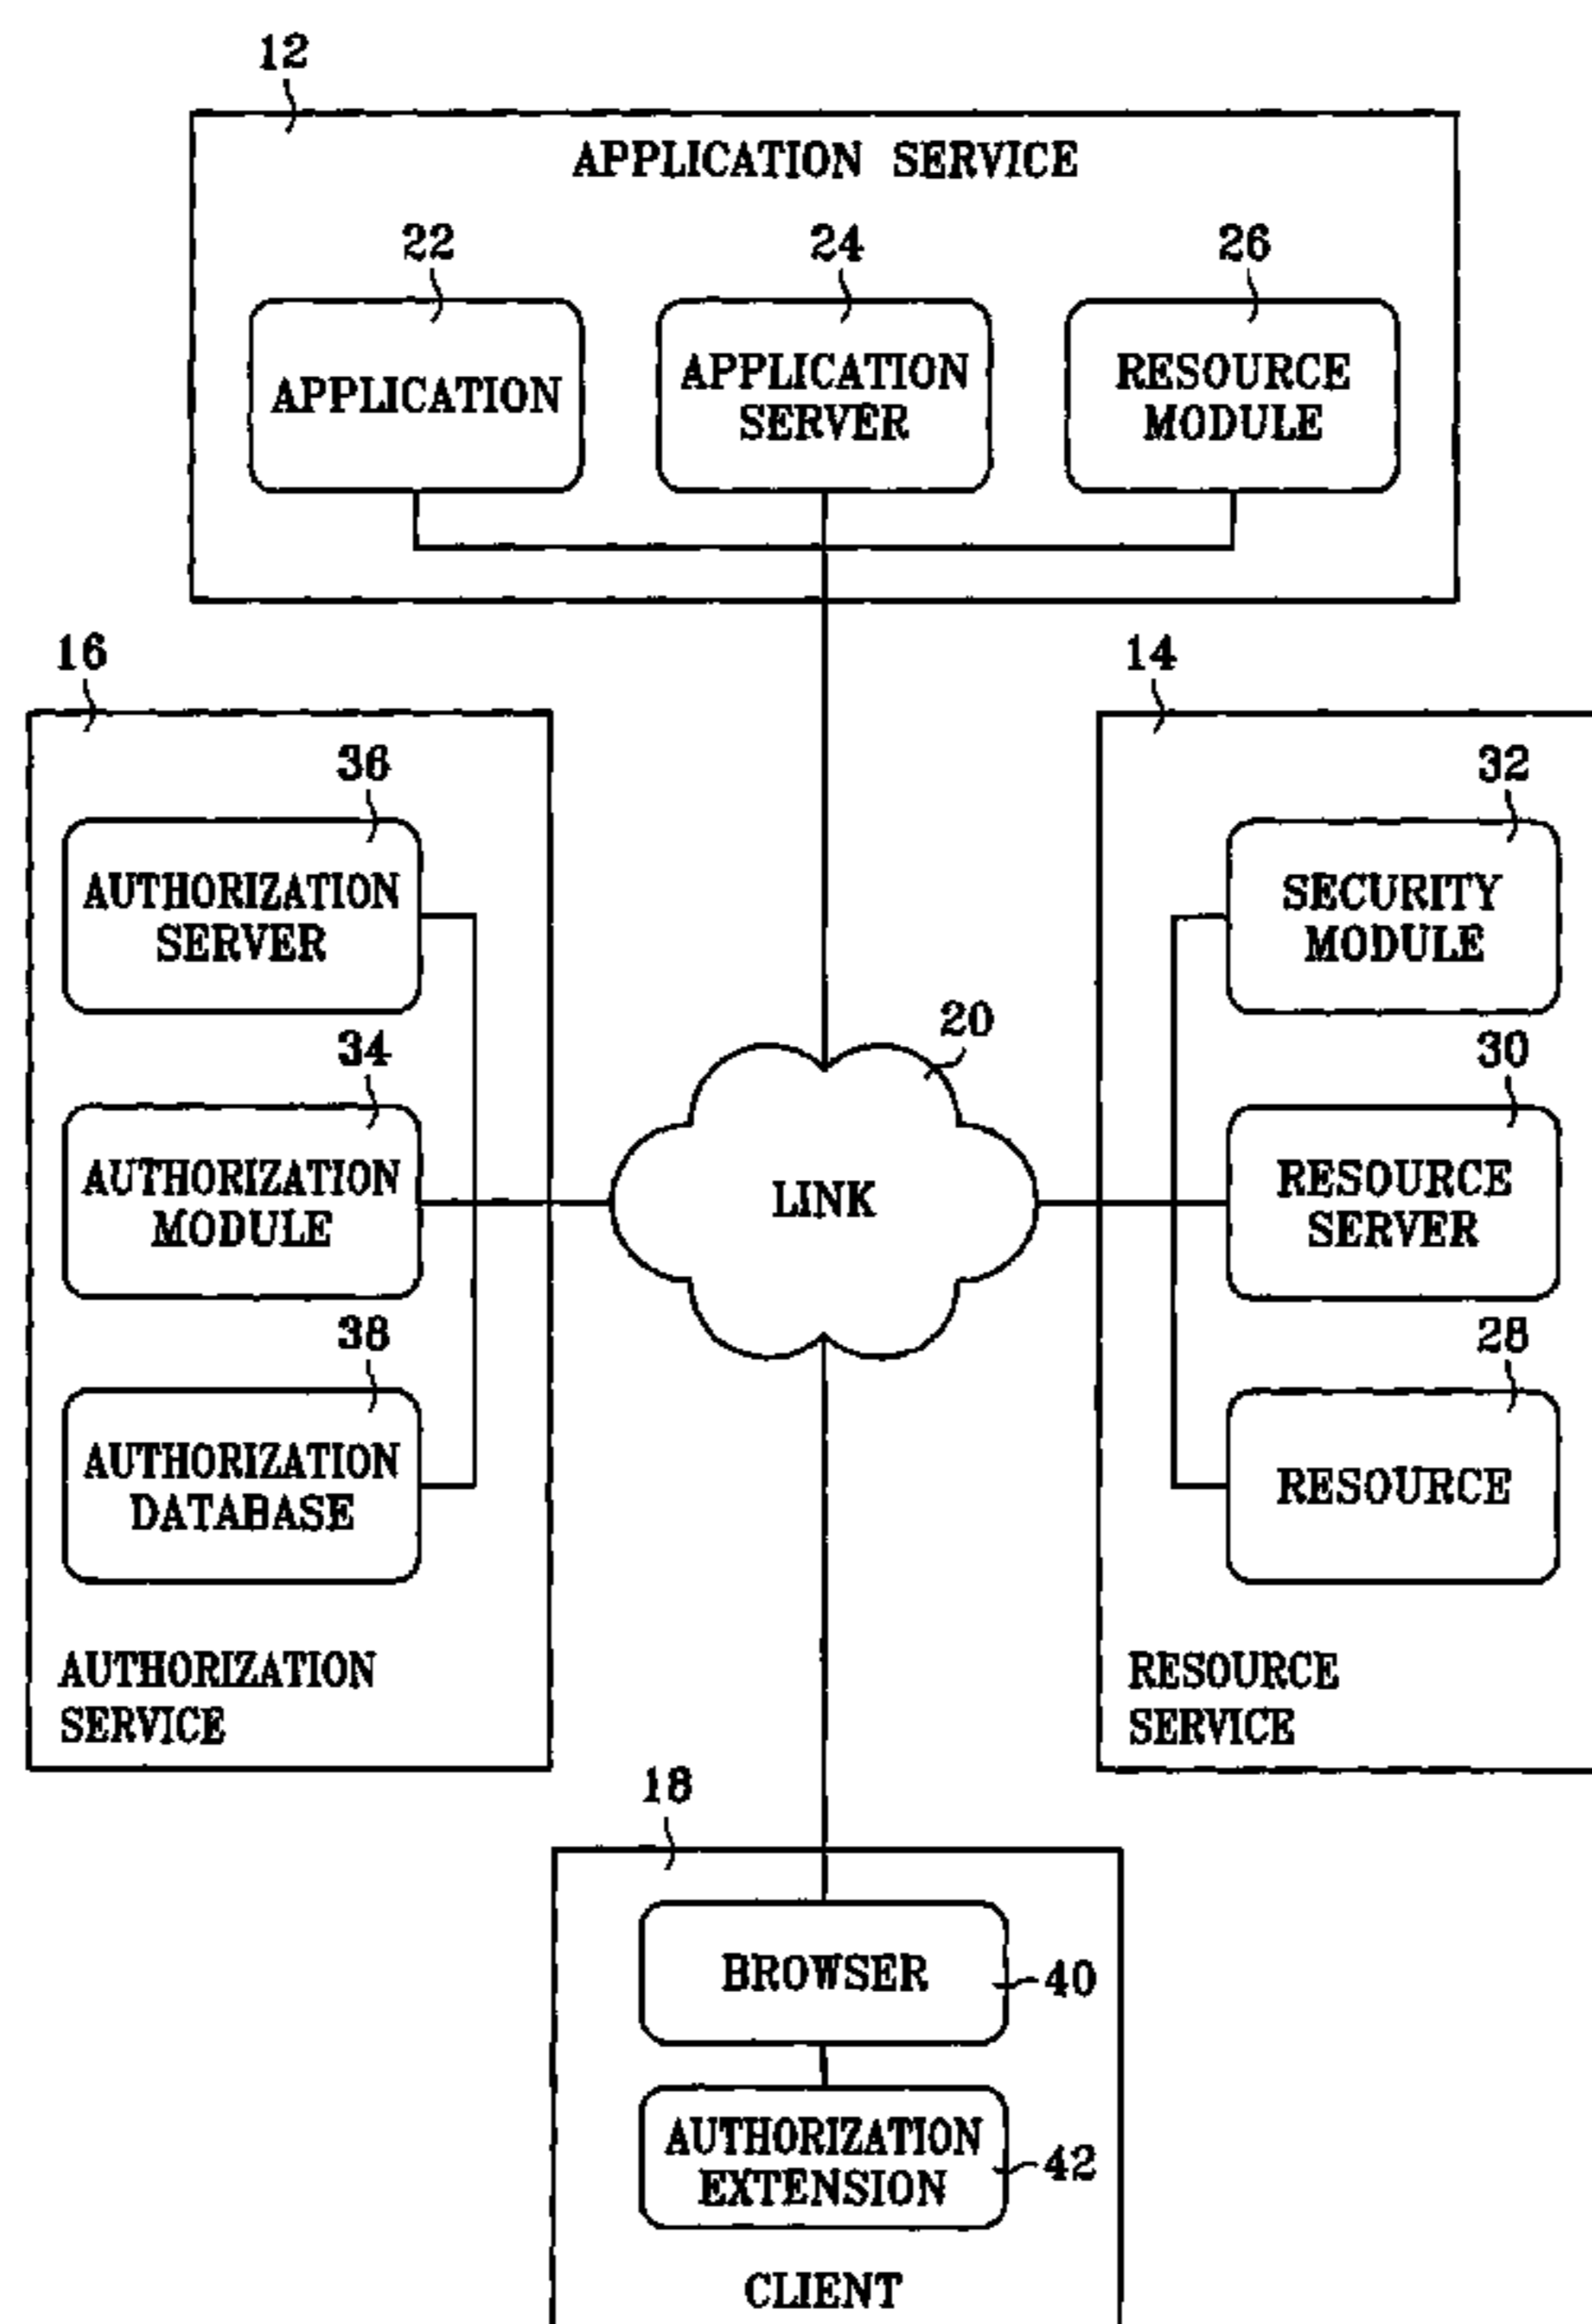 12
APPLICATION SERVICE
22
24
26
APPLICATION
APPLICATION
SERVER
RESOURCE
MODULE
16
14
36
AUTHORIZATION
SERVER
34
AUTHORIZATION
MODULE
38
AUTHORIZATION
DATABASE
AUTHORIZATION
SERVICE
20
LINK
32
SECURITY
MODULE
30
RESOURCE
SERVER
28
RESOURCE
RESOURCE
SERVICE
18
BROWSER
40
AUTHORIZATION
EXTENSION
42
CLIENT